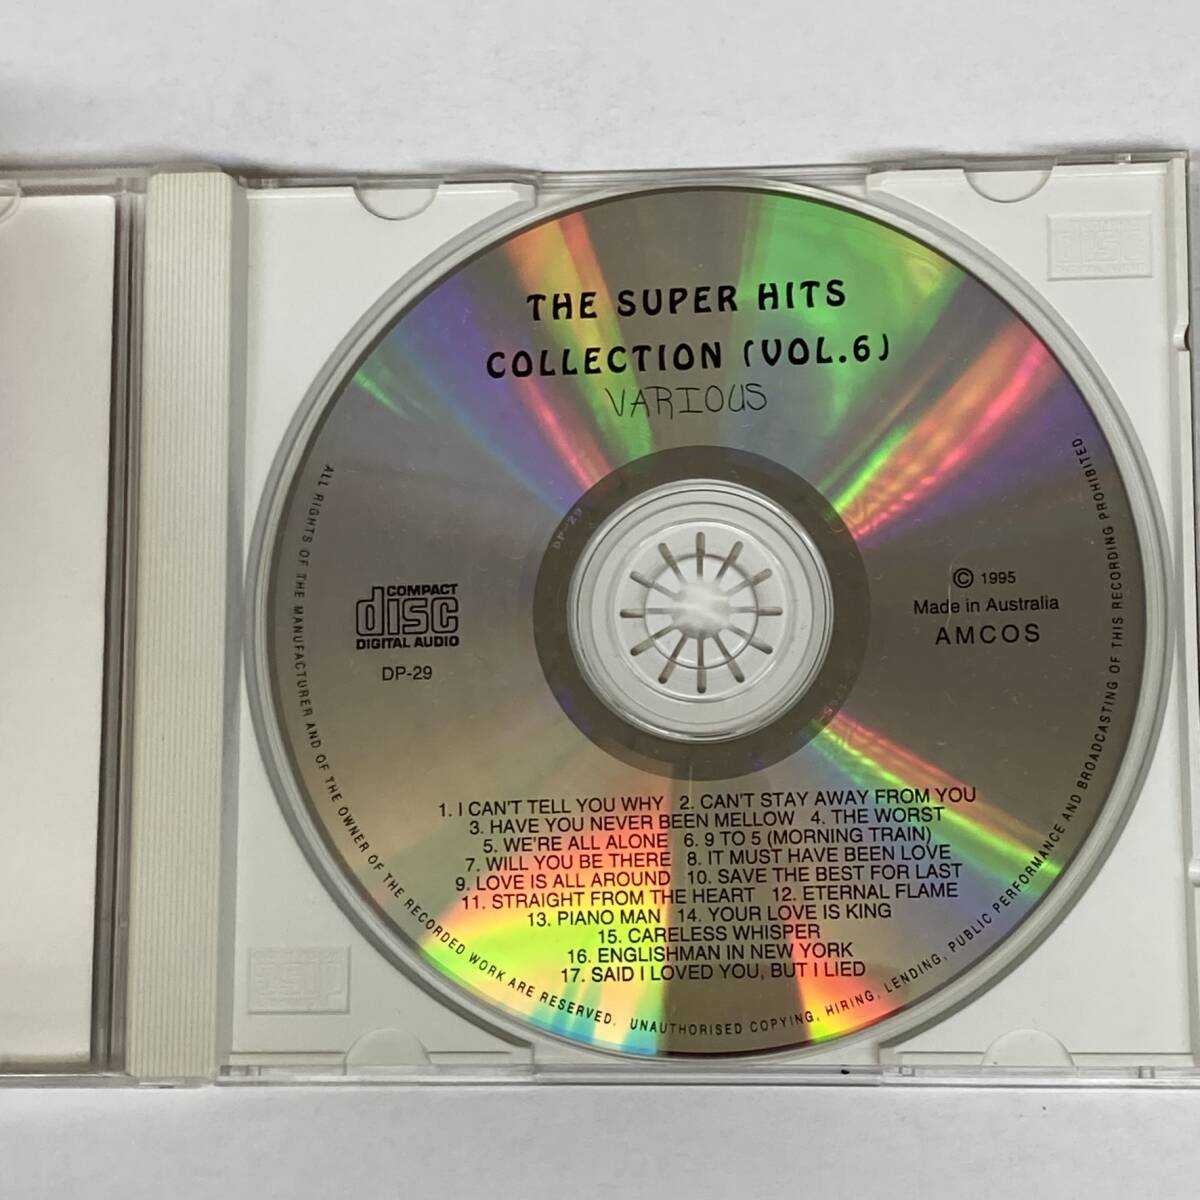 THE SUPER HITS
COLLECTION (VOL.6)
VARIOUS
DP-29
COMPACT
disc
DIGITAL AUDIO
DP-29
© 1995
Made in Australia
AMCOS
1. I CAN'T TELL YOU WHY 2. CAN'T STAY AWAY FROM YOU
3. HAVE YOU NEVER BEEN MELLOW 4. THE WORST
5. WE'RE ALL ALONE 6. 9 TO 5 (MORNING TRAIN)
7. WILL YOU BE THERE 8. IT MUST HAVE BEEN LOVE
9. LOVE IS ALL AROUND 10. SAVE THE BEST FOR LAST
11. STRAIGHT FROM THE HEART 12. ETERNAL FLAME
13. PIANO MAN 14. YOUR LOVE IS KING
15. CARELESS WHISPER
16. ENGLISHMAN IN NEW YORK
17. SAID I LOVED YOU, BUT I LIED
ALL RIGHTS OF THE MANUFACTURER AND OF THE OWNER OF THE RECORDED WORK ARE RESERVED. UNAUTHORISED COPYING, HIRING, LENDING, PUBLIC PERFORMANCE AND BROADCASTING OF THIS RECORDING PROHIBITED.
disc